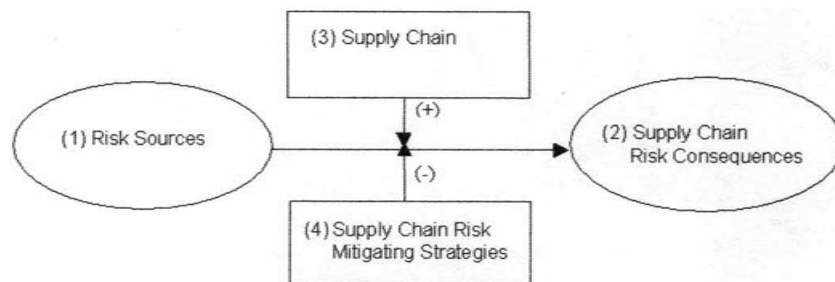 (3) Supply Chain
(+)
(1) Risk Sources
(2) Supply Chain
Risk Consequences
(-)
(4) Supply Chain Risk
Mitigating Strategies